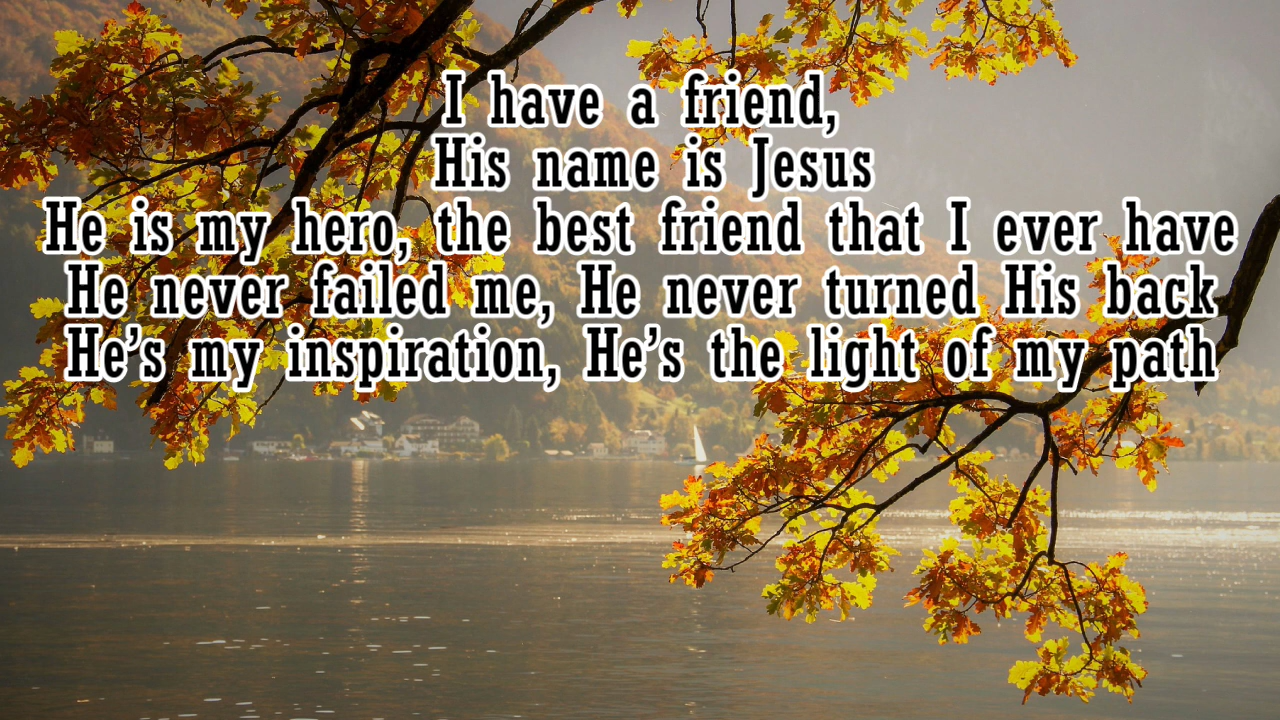 I have a friend,
His name is Jesus
He is my hero, the best friend that I ever have
He never failed me, He never turned His back
He’s my inspiration, He’s the light of my path